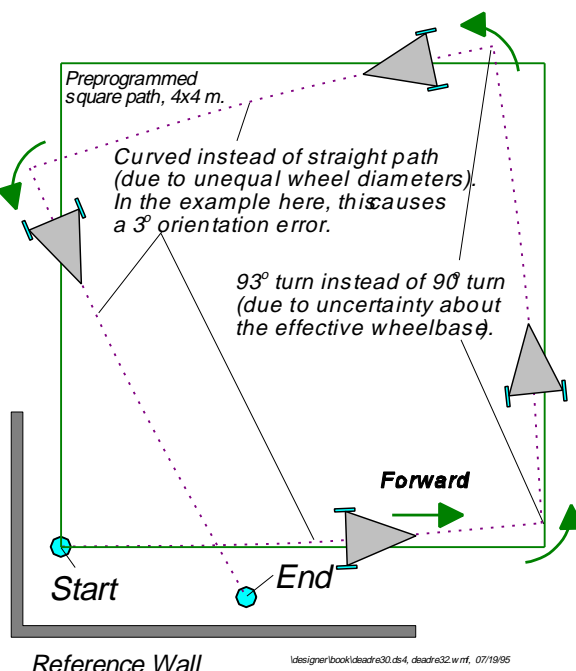 Preprogrammed
square path, 4x4 m.
Curved instead of straight path
(due to unequal wheel diameters).
In the example here, this causes
a 3° orientation error.
93° turn instead of 90° turn
(due to uncertainty about
the effective wheelbase).
Forward
Start
End
Reference Wall
\designer\book\deadre30.ds4, deadre32.wmf, 07/19/95